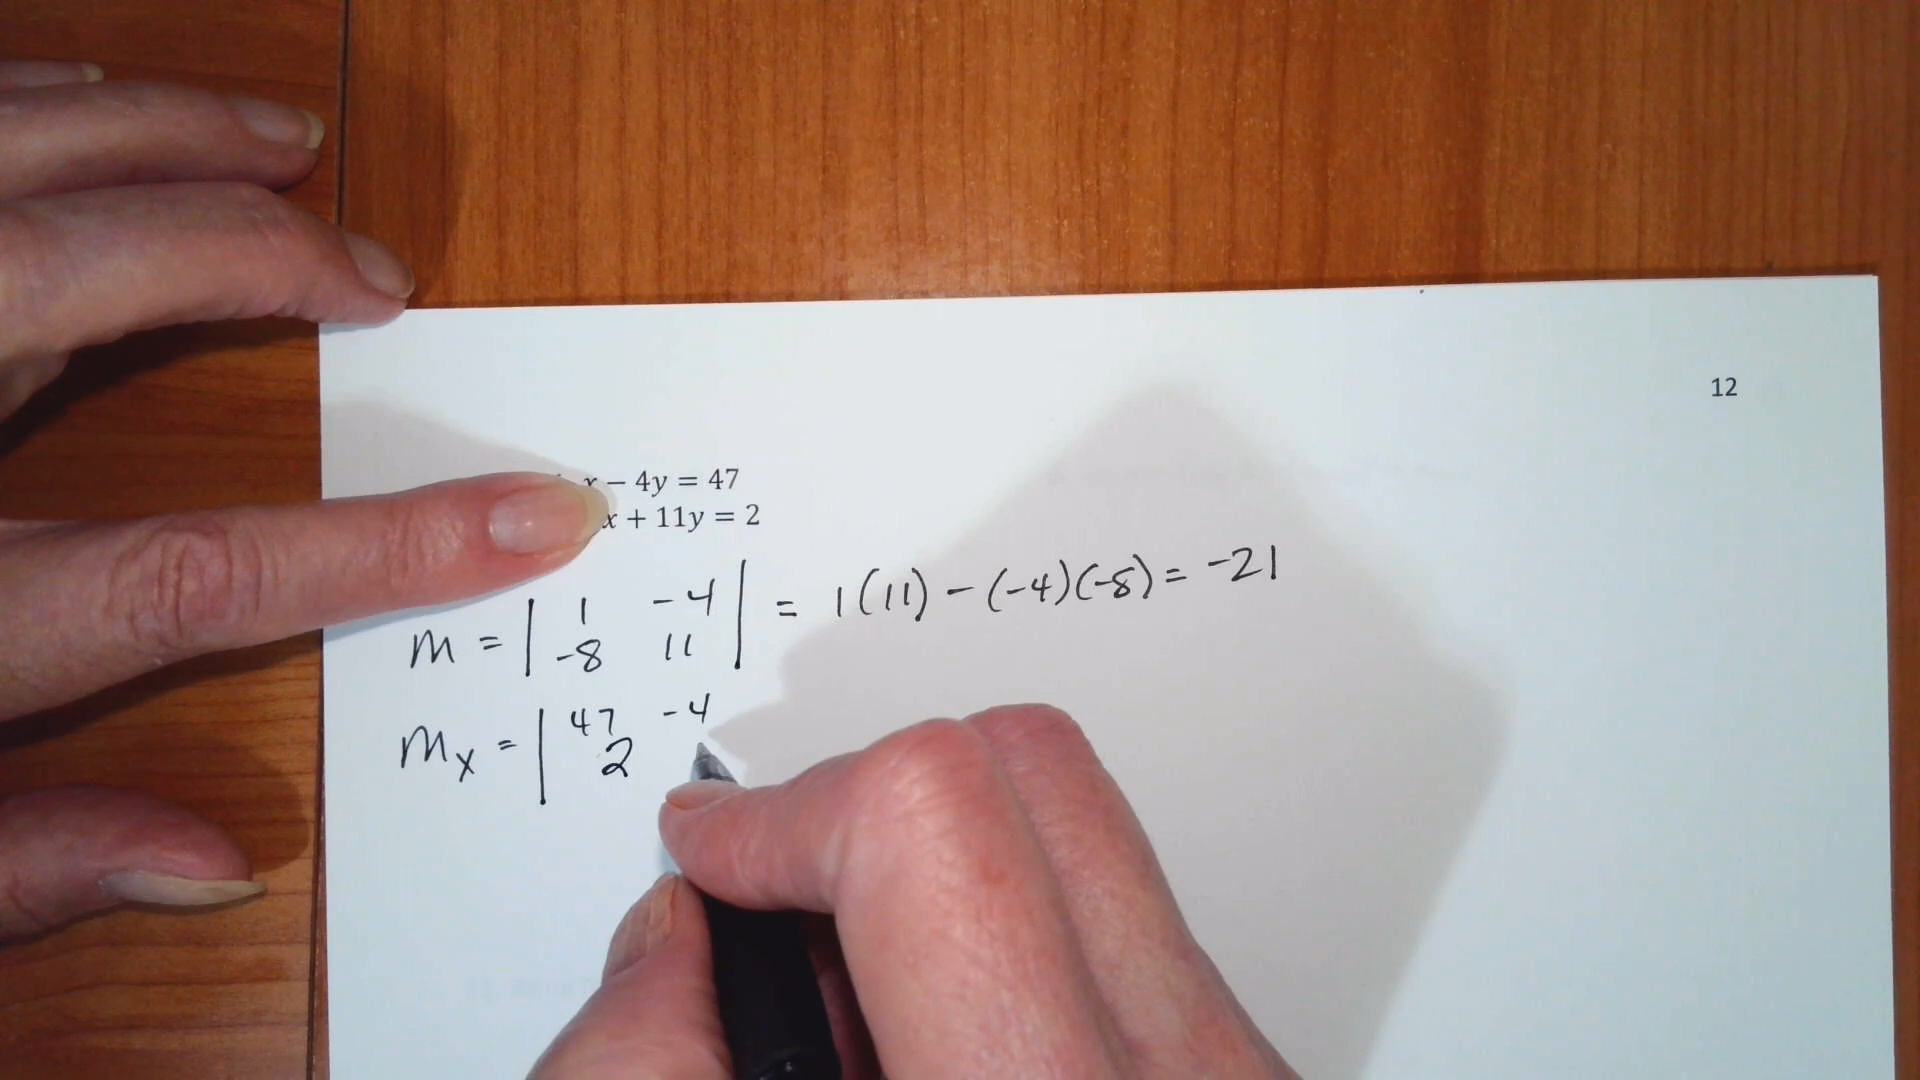 12
x − 4y = 47
x + 11y = 2
M = | 1 -4 | = 1(11) - (-4)(-8) = -21
-8 11
Mx = | 47 -4
2